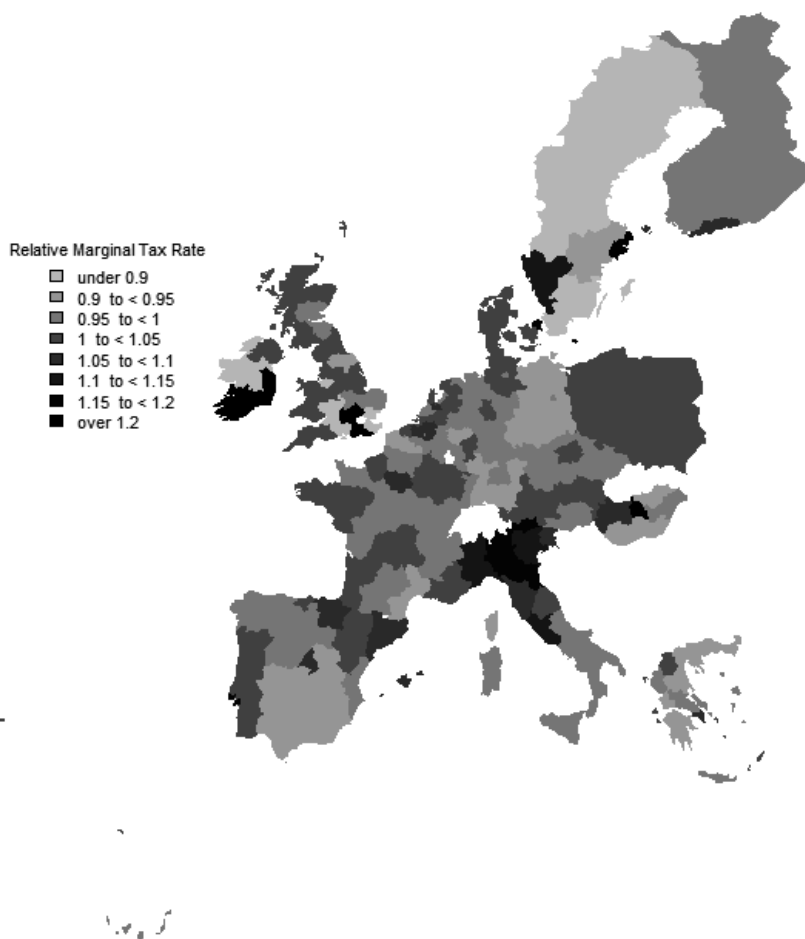 Relative Marginal Tax Rate
under 0.9
0.9 to < 0.95
0.95 to < 1
1 to < 1.05
1.05 to < 1.1
1.1 to < 1.15
1.15 to < 1.2
over 1.2